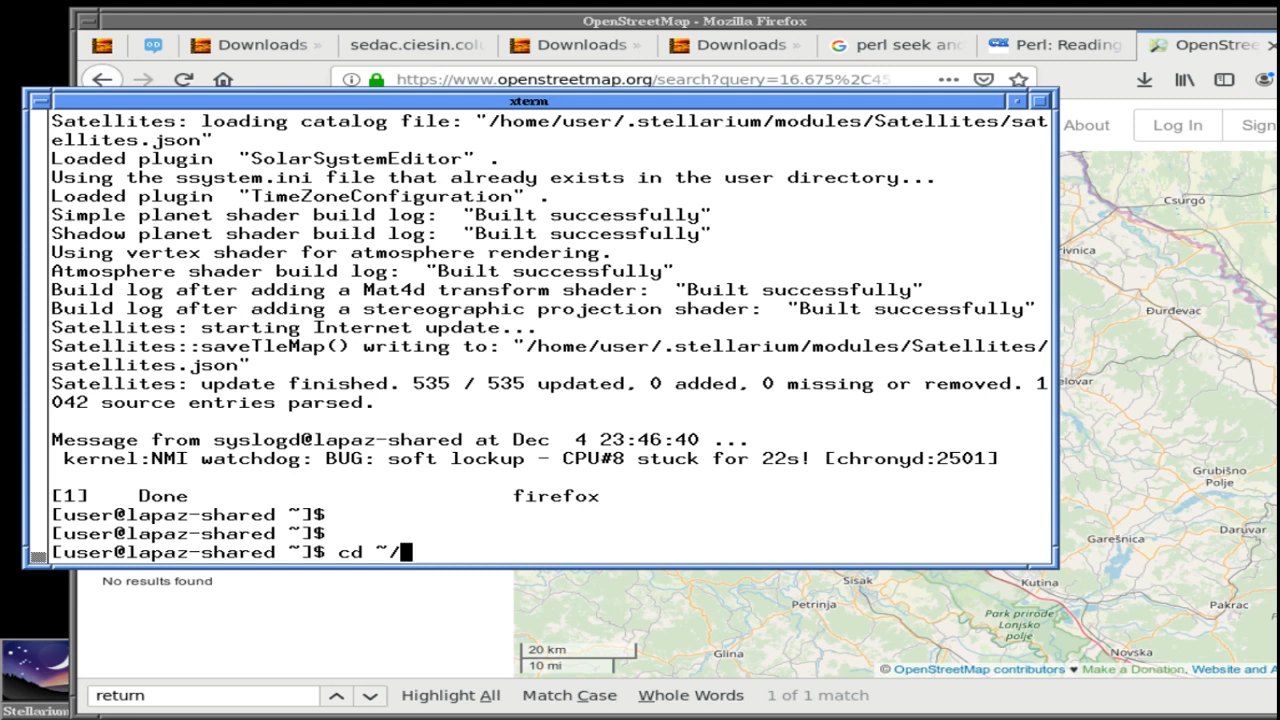 OpenStreetMap - Mozilla Firefox
Downloads »
sedac.ciesin.col
Downloads »
Downloads »
perl seek and
Perl: Reading
OpenStree
https://www.openstreetmap.org/search?query=16.675%2C45
xterm
Satellites: loading catalog file: "/home/user/.stellarium/modules/Satellites/sat
ellites.json"
Loaded plugin  "SolarSystemEditor" .
Using the ssystem.ini file that already exists in the user directory...
Loaded plugin  "TimeZoneConfiguration" .
Simple planet shader build log:  "Built successfully"
Shadow planet shader build log:  "Built successfully"
Using vertex shader for atmosphere rendering.
Atmosphere shader build log:  "Built successfully"
Build log after adding a Mat4d transform shader:  "Built successfully"
Build log after adding a stereographic projection shader:  "Built successfully"
Satellites: starting Internet update...
Satellites::saveTleMap() writing to: "/home/user/.stellarium/modules/Satellites/
satellites.json"
Satellites: update finished. 535 / 535 updated, 0 added, 0 missing or removed. 1
042 source entries parsed.
Message from syslogd@lapaz-shared at Dec  4 23:46:40 ...
 kernel:NMI watchdog: BUG: soft lockup - CPU#8 stuck for 22s! [chronyd:2501]
[1]    Done                          firefox
[user@lapaz-shared ~]$
[user@lapaz-shared ~]$
[user@lapaz-shared ~]$ cd ~/
About
Log In
Sign
Csurgó
ivnica
Đurđevac
elovar
Grubišno
Polje
Daruvar
Garešnica
Kutina
Pakrac
Sisak
Petrinja
Park prirode
Lonjsko
polje
Glina
Novska
No results found
20 km
10 mi
© OpenStreetMap contributors ♥ Make a Donation. Website and A
return
Highlight All
Match Case
Whole Words
1 of 1 match
Stellarium